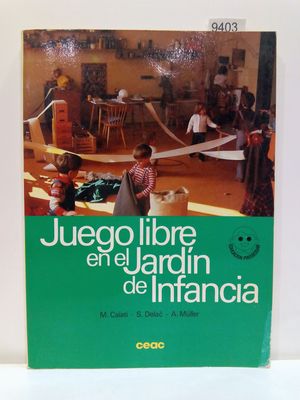 9403
Juego libre
en el Jardín
de Infancia
M. Calati - S. Delač - A. Müller
ceac